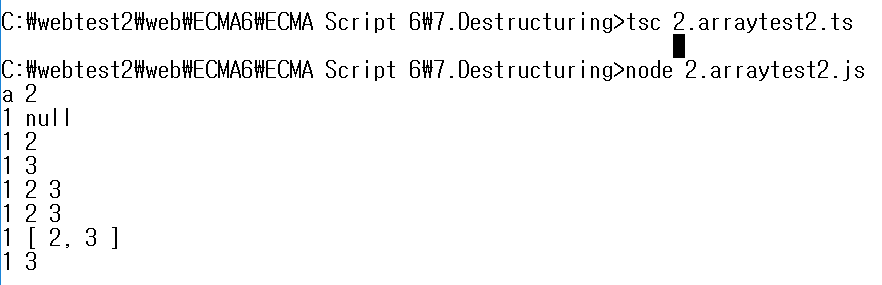 C:₩webtest2₩web₩ECMA6₩ECMA Script 6₩7.Destructuring>tsc 2.arraytest2.ts
C:₩webtest2₩web₩ECMA6₩ECMA Script 6₩7.Destructuring>node 2.arraytest2.js
a 2
1 null
1 2
1 3
1 2 3
1 2 3
1 [ 2, 3 ]
1 3